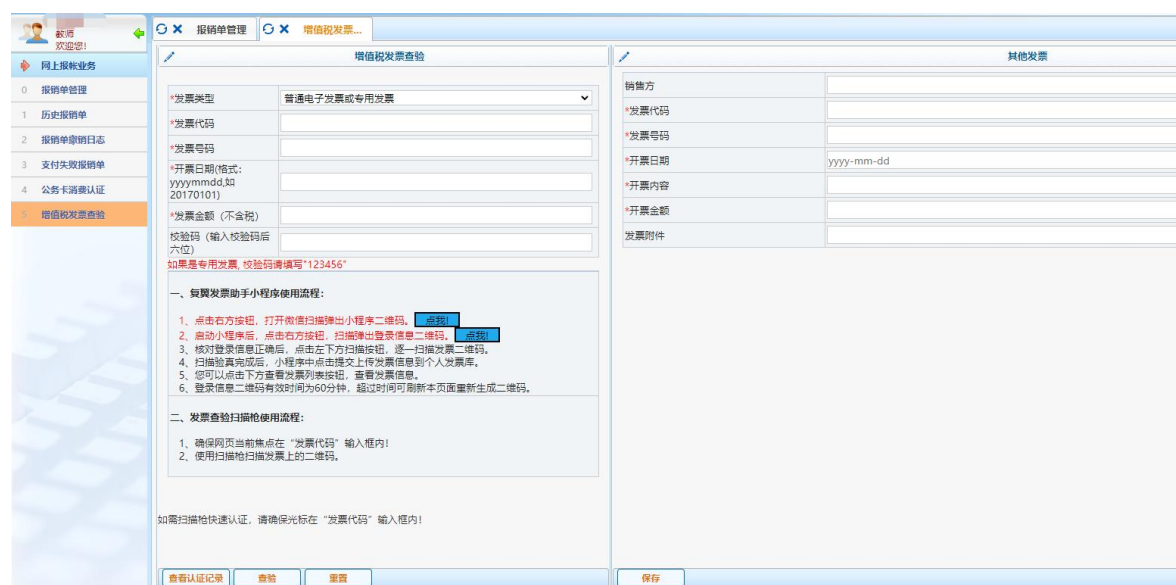 教师
欢迎您!
网上报帐业务
0 报销单管理
1 历史报销单
2 报销单撤销日志
3 支付失败报销单
4 公务卡消费认证
5 增值税发票查验
报销单管理
增值税发票...
增值税发票查验
*发票类型
普通电子发票或专用发票
*发票代码
*发票号码
*开票日期(格式:
yyyymmdd,如
20170101)
*发票金额（不含税）
校验码（输入校验码后
六位）
如果是专用发票, 校验码请填写"123456"
一、复翼发票助手小程序使用流程：
1、点击右方按钮，打开微信扫描弹出小程序二维码。 点我!
2、启动小程序后，点击右方按钮，扫描弹出登录信息二维码。 点我!
3、核对登录信息正确后，点击左下方扫描按钮，逐一扫描发票二维码。
4、扫描验真完成后，小程序中点击提交上传发票信息到个人发票库。
5、您可以点击下方查看发票列表按钮，查看发票信息。
6、登录信息二维码有效时间为60分钟，超过时间可刷新本页面重新生成二维码。
二、发票查验扫描枪使用流程：
1、确保网页当前焦点在“发票代码”输入框内!
2、使用扫描枪扫描发票上的二维码。
如需扫描枪快速认证，请确保光标在“发票代码”输入框内!
查看认证记录
查验
重置
其他发票
销售方
*发票代码
*发票号码
*开票日期
yyyy-mm-dd
*开票内容
*开票金额
发票附件
保存